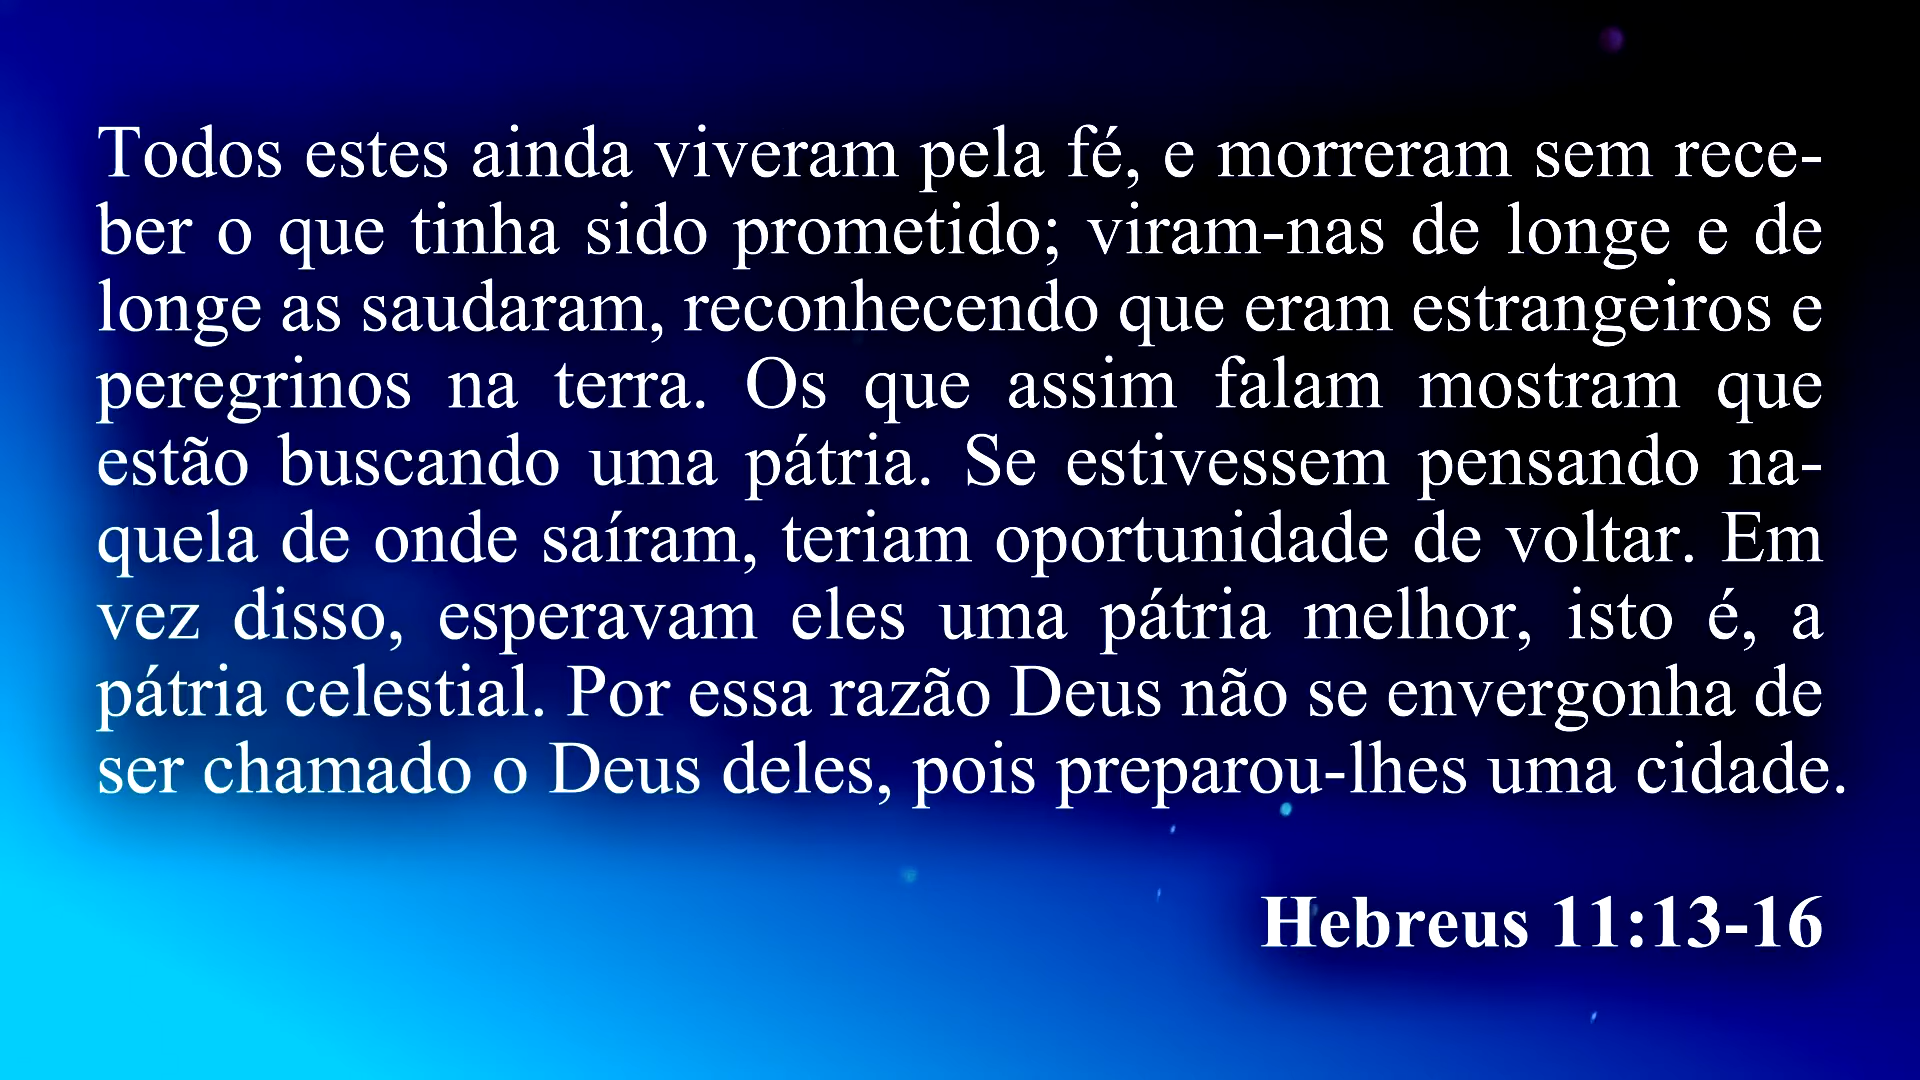 Todos estes ainda viveram pela fé, e morreram sem rece-
ber o que tinha sido prometido; viram-nas de longe e de
longe as saudaram, reconhecendo que eram estrangeiros e
peregrinos na terra. Os que assim falam mostram que
estão buscando uma pátria. Se estivessem pensando na-
quela de onde saíram, teriam oportunidade de voltar. Em
vez disso, esperavam eles uma pátria melhor, isto é, a
pátria celestial. Por essa razão Deus não se envergonha de
ser chamado o Deus deles, pois preparou-lhes uma cidade.
Hebreus 11:13-16